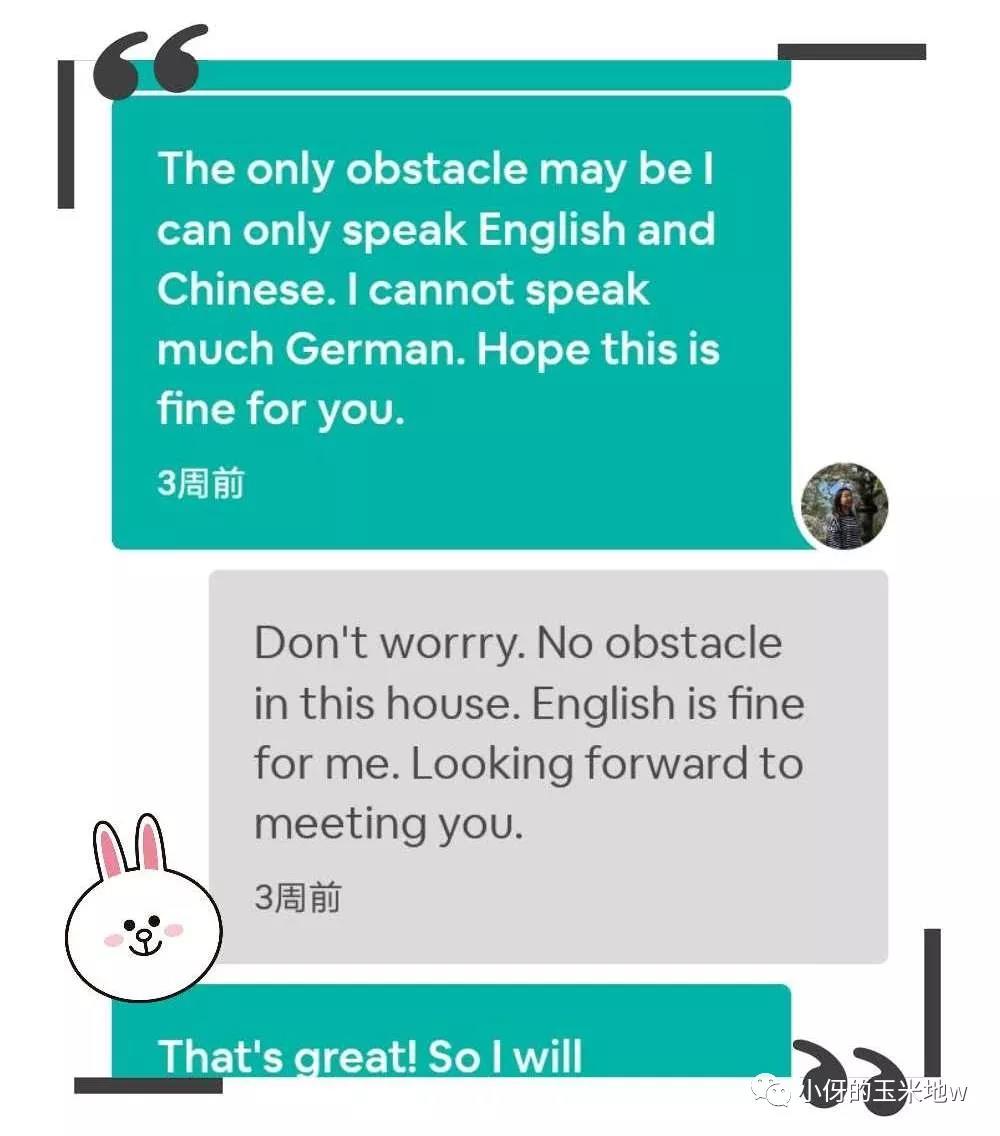 The only obstacle may be I
can only speak English and
Chinese. I cannot speak
much German. Hope this is
fine for you.
3周前
Don't worrry. No obstacle
in this house. English is fine
for me. Looking forward to
meeting you.
3周前
That's great! So I will
小伢的玉米地w